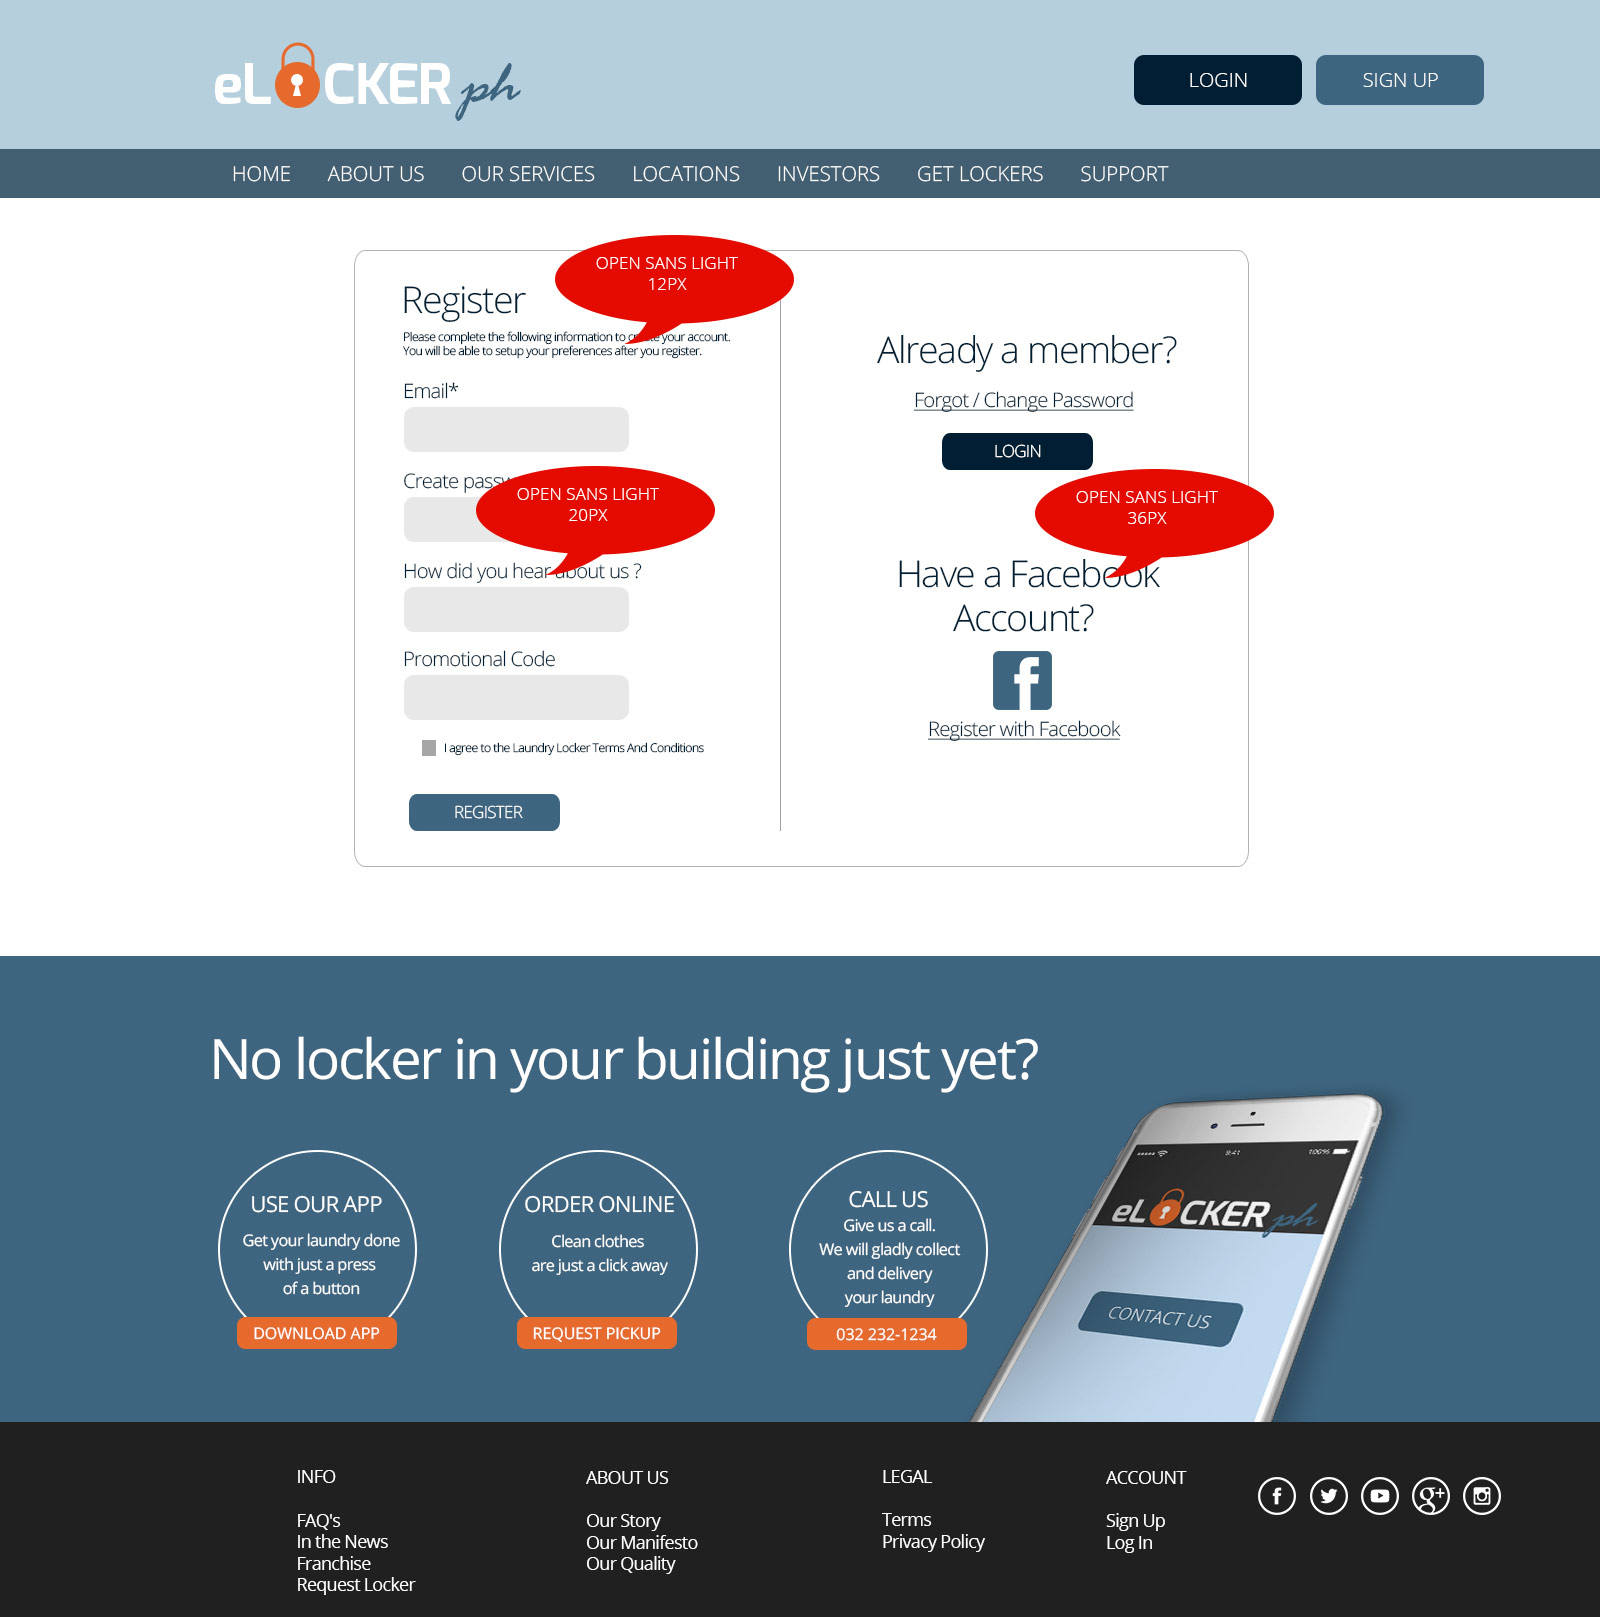 eLOCKER ph
LOGIN
SIGN UP
HOME
ABOUT US
OUR SERVICES
LOCATIONS
INVESTORS
GET LOCKERS
SUPPORT
OPEN SANS LIGHT
12PX
Register
Please complete the following information to create your account.
You will be able to setup your preferences after you register.
Email*
Create passw
OPEN SANS LIGHT
20PX
How did you hear about us ?
Promotional Code
I agree to the Laundry Locker Terms And Conditions
REGISTER
Already a member?
Forgot / Change Password
LOGIN
OPEN SANS LIGHT
36PX
Have a Facebook
Account?
f
Register with Facebook
No locker in your building just yet?
USE OUR APP
Get your laundry done
with just a press
of a button
DOWNLOAD APP
ORDER ONLINE
Clean clothes
are just a click away
REQUEST PICKUP
CALL US
Give us a call.
We will gladly collect
and delivery
your laundry
032 232-1234
9:41
100%
eLOCKER ph
CONTACT US
INFO
FAQ's
In the News
Franchise
Request Locker
ABOUT US
Our Story
Our Manifesto
Our Quality
LEGAL
Terms
Privacy Policy
ACCOUNT
Sign Up
Log In
f
g+